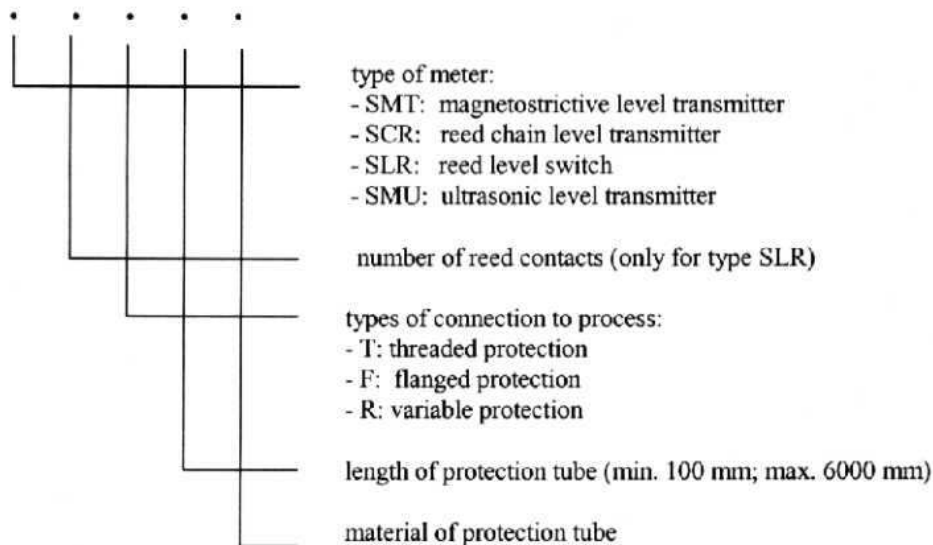 type of meter:
- SMT: magnetostrictive level transmitter
- SCR: reed chain level transmitter
- SLR: reed level switch
- SMU: ultrasonic level transmitter
number of reed contacts (only for type SLR)
types of connection to process:
- T: threaded protection
- F: flanged protection
- R: variable protection
length of protection tube (min. 100 mm; max. 6000 mm)
material of protection tube